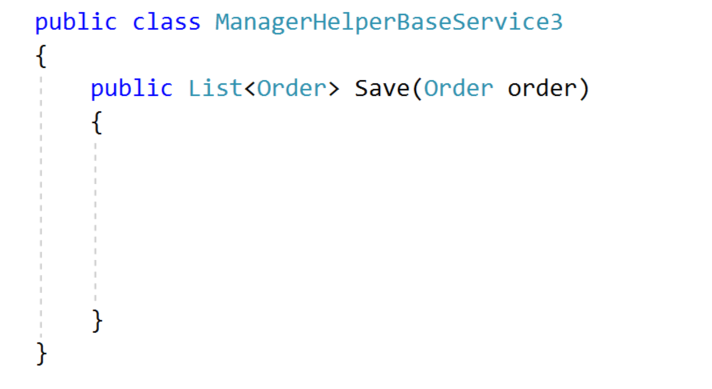 public class ManagerHelperBaseService3
{
public List<Order> Save(Order order)
{
}
}